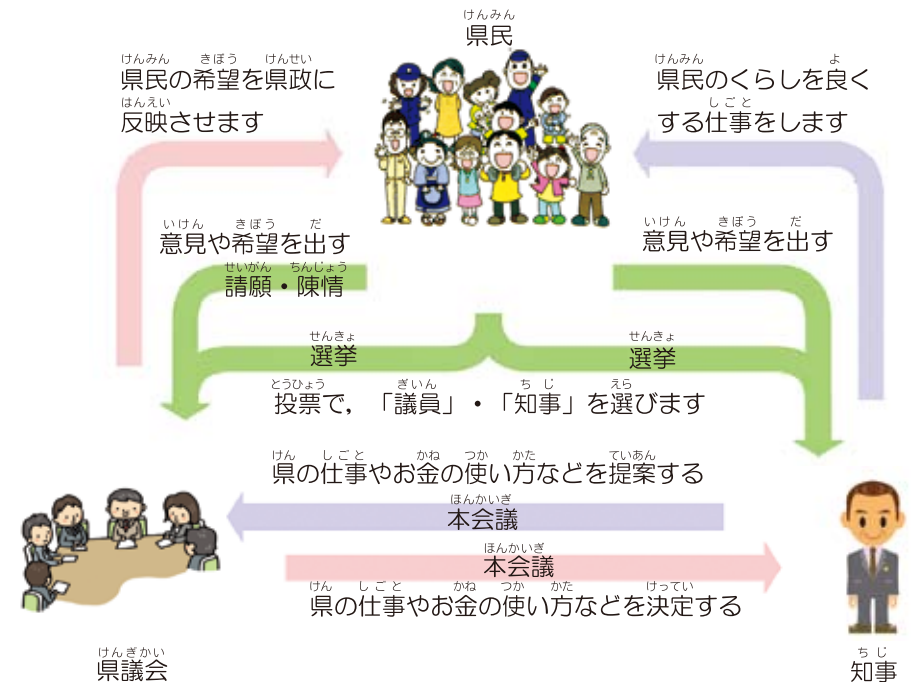 けんみん
県民
けんみん きぼう けんせい
県民の希望を県政に
はんえい
反映させます
けんみん よ
県民のくらしを良く
しごと
する仕事をします
いけん きぼう だ
意見や希望を出す
せいがん ちんじょう
請願・陳情
いけん きぼう だ
意見や希望を出す
せんきょ
選挙
せんきょ
選挙
とうひょう ぎいん ちじ えら
投票で，「議員」・「知事」を選びます
けん しごと かね つか かた ていあん
県の仕事やお金の使い方などを提案する
ほんかいぎ
本会議
ほんかいぎ
本会議
けん しごと かね つか かた けってい
県の仕事やお金の使い方などを決定する
けんぎかい
県議会
ちじ
知事